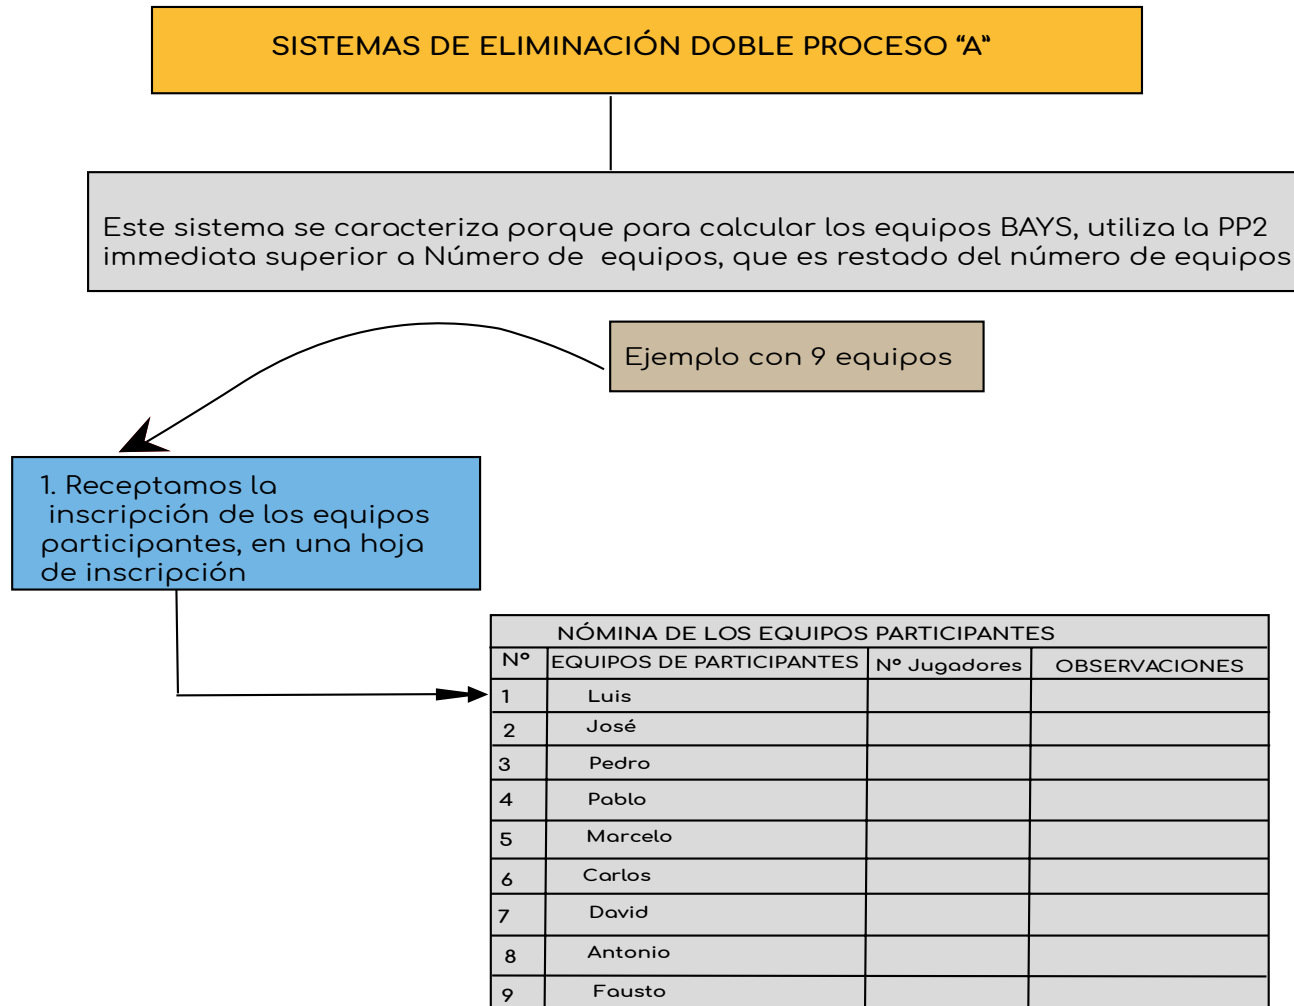 SISTEMAS DE ELIMINACIÓN DOBLE PROCESO “A”
Este sistema se caracteriza porque para calcular los equipos BAYS, utiliza la PP2
immediata superior a Número de equipos, que es restado del número de equipos
Ejemplo con 9 equipos
1. Receptamos la
inscripción de los equipos
participantes, en una hoja
de inscripción
NÓMINA DE LOS EQUIPOS PARTICIPANTES
Nº EQUIPOS DE PARTICIPANTES Nº Jugadores OBSERVACIONES
1 Luis
2 José
3 Pedro
4 Pablo
5 Marcelo
6 Carlos
7 David
8 Antonio
9 Fausto